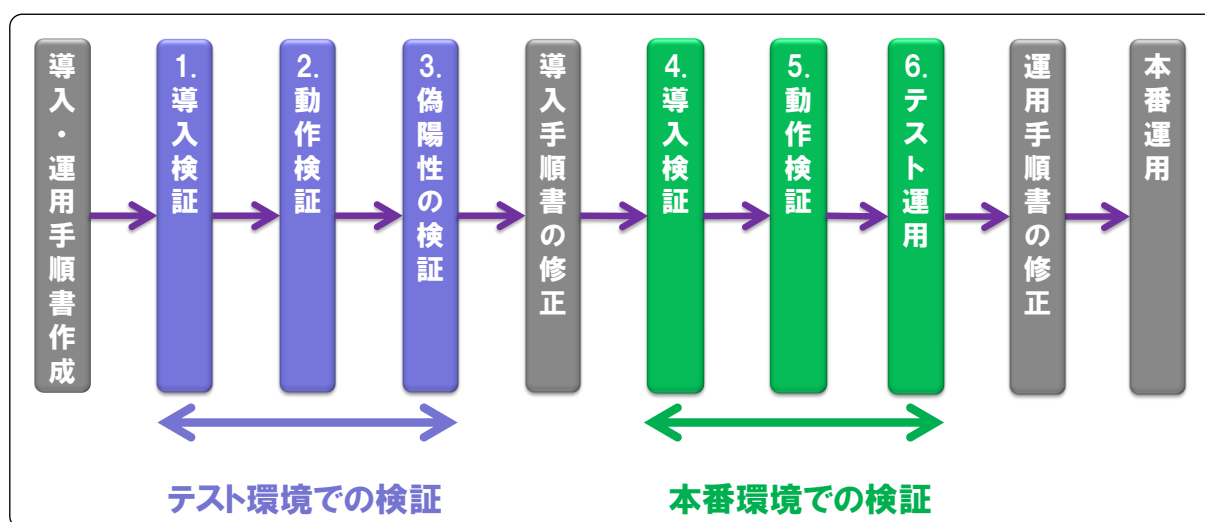 導入・運用手順書作成
1.導入検証
2.動作検証
3.偽陽性の検証
導入手順書の修正
4.導入検証
5.動作検証
6.テスト運用
運用手順書の修正
本番運用
テスト環境での検証
本番環境での検証